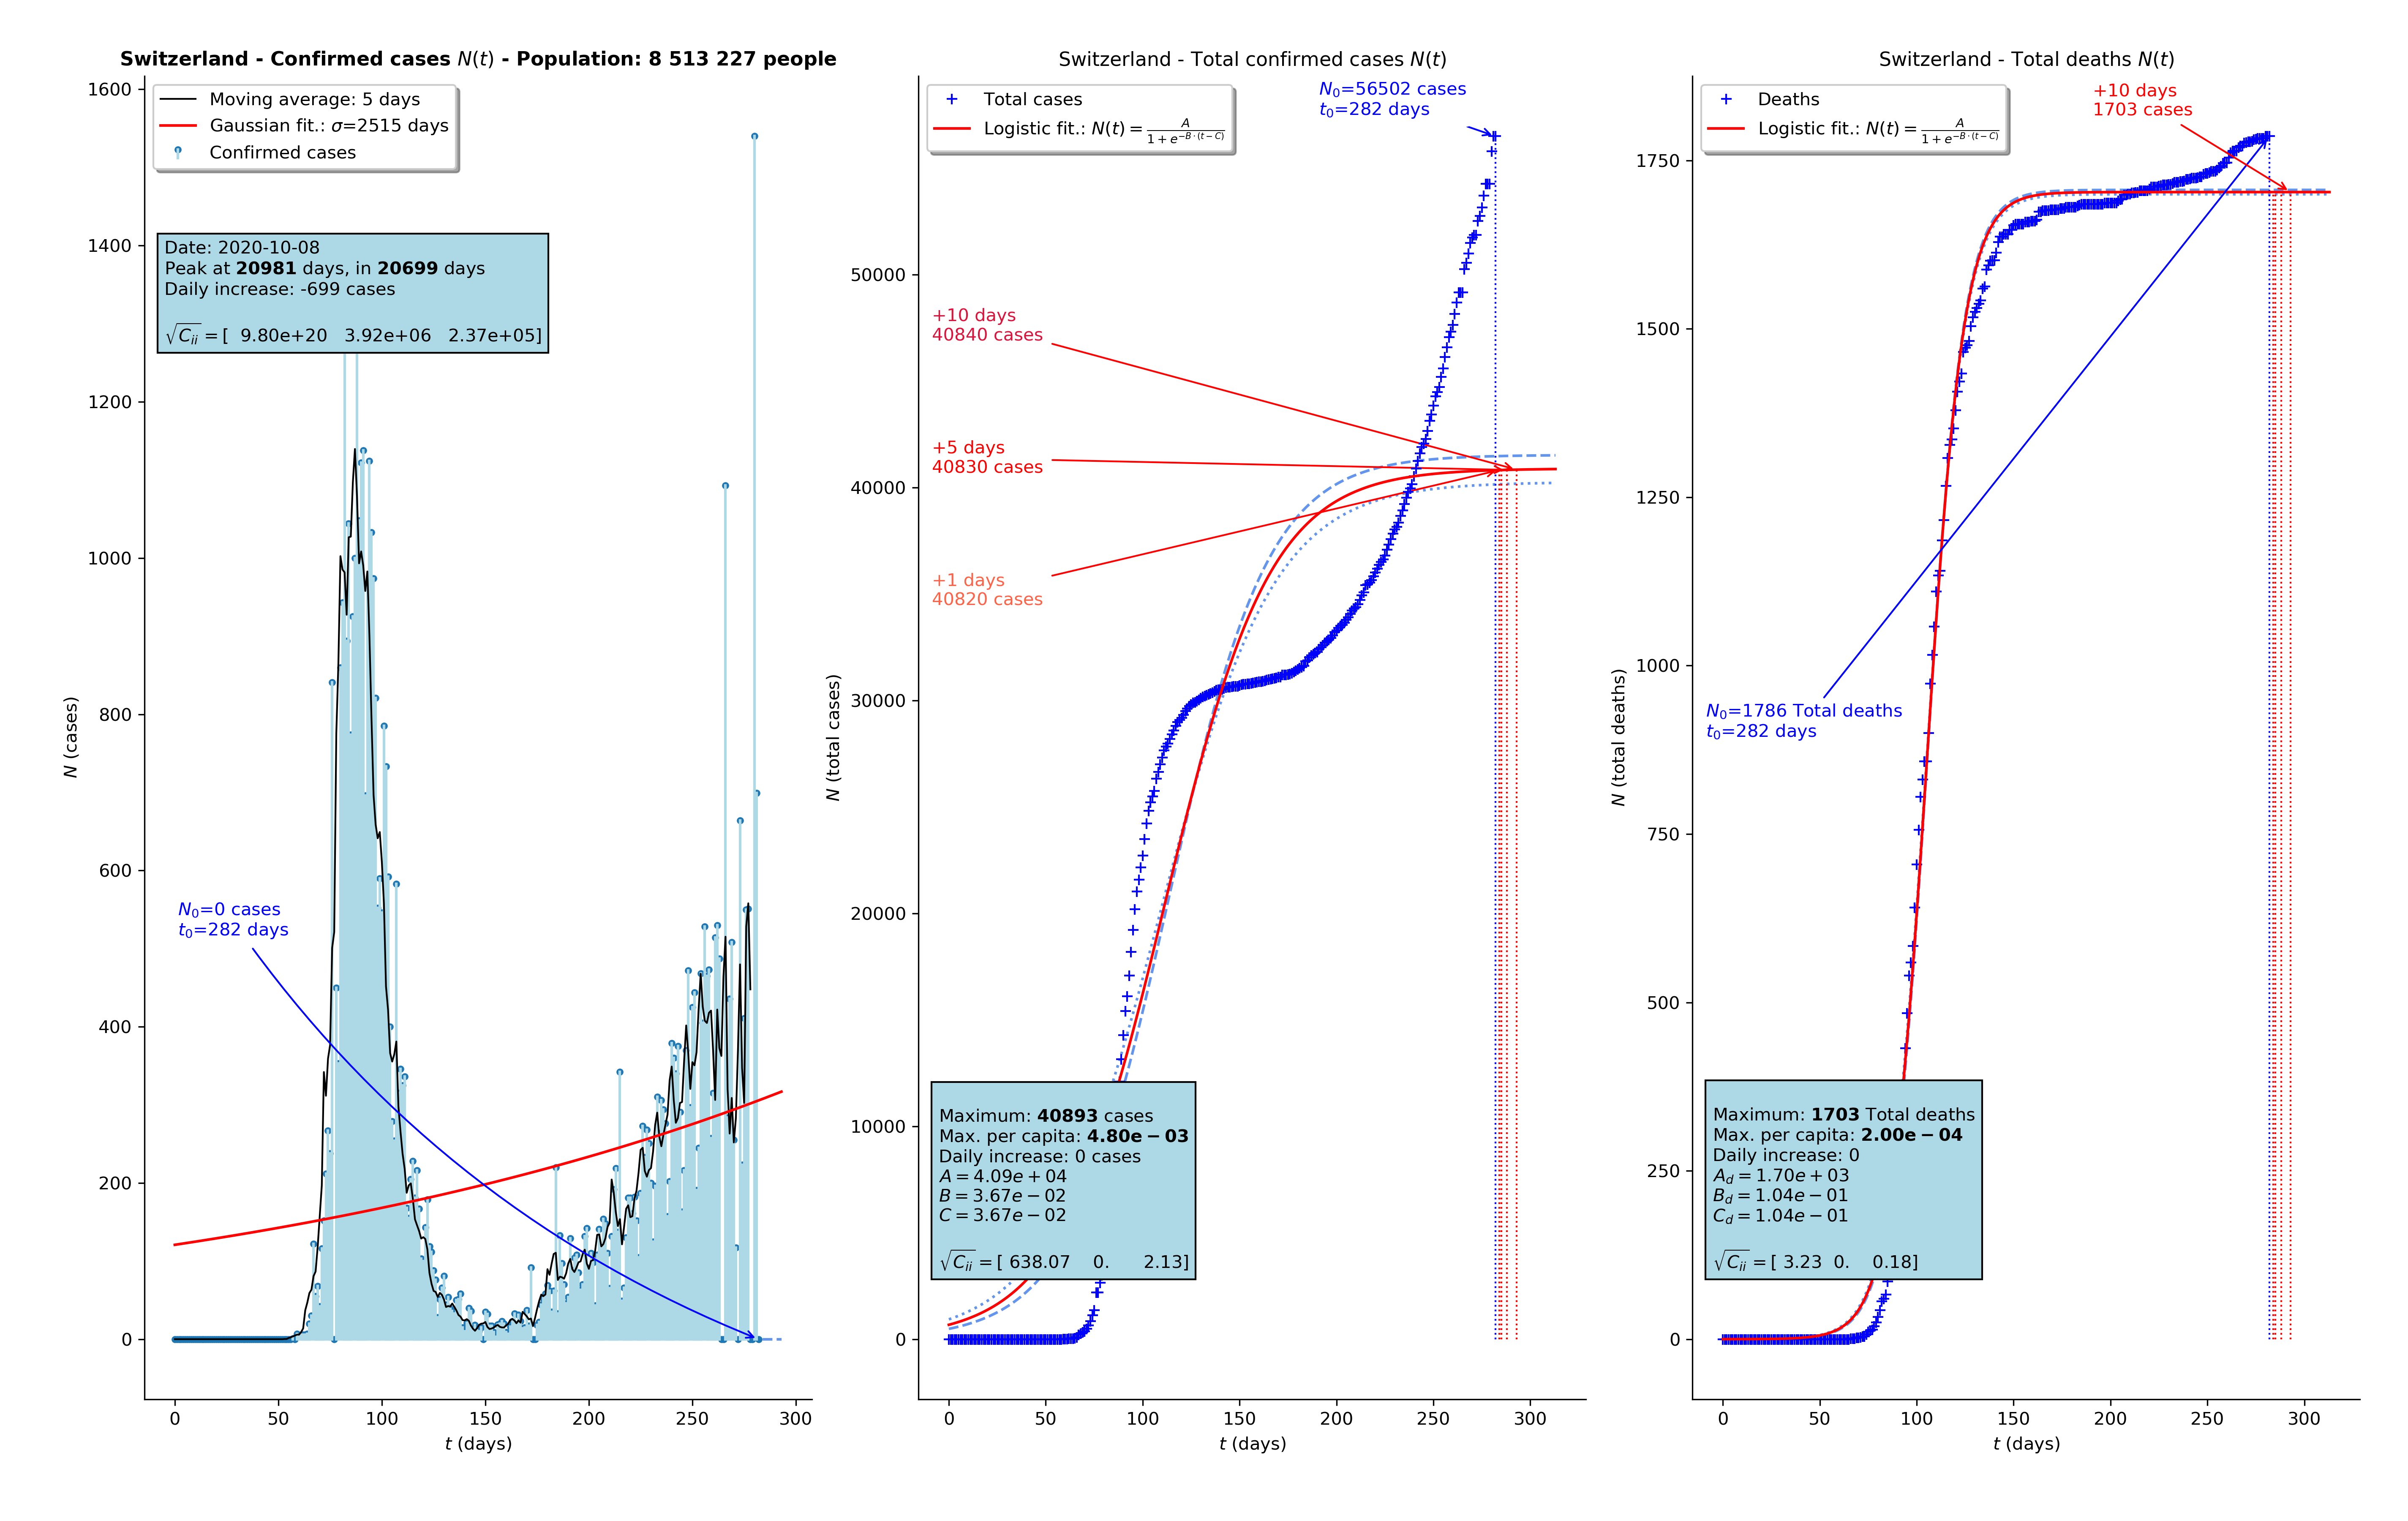 Switzerland - Confirmed cases N(t) - Population: 8 513 227 people
Moving average: 5 days
Gaussian fit.: σ=2515 days
Confirmed cases
Date: 2020-10-08
Peak at 20981 days, in 20699 days
Daily increase: -699 cases
√Cᵢᵢ = [ 9.80e+20 3.92e+06 2.37e+05]
N₀=0 cases
t₀=282 days
N (cases)
1600
1400
1200
1000
800
600
400
200
0
0 50 100 150 200 250 300
t (days)
Switzerland - Total confirmed cases N(t)
Total cases
Logistic fit.: N(t) = A / (1 + e^(−B·(t−C)))
N₀=56502 cases
t₀=282 days
+10 days
40840 cases
+5 days
40830 cases
+1 days
40820 cases
Maximum: 40893 cases
Max. per capita: 4.80e − 03
Daily increase: 0 cases
A = 4.09e + 04
B = 3.67e − 02
C = 3.67e − 02
√Cᵢᵢ = [ 638.07 0. 2.13]
N (total cases)
50000
40000
30000
20000
10000
0
0 50 100 150 200 250 300
t (days)
Switzerland - Total deaths N(t)
Deaths
Logistic fit.: N(t) = A / (1 + e^(−B·(t−C)))
+10 days
1703 cases
N₀=1786 Total deaths
t₀=282 days
Maximum: 1703 Total deaths
Max. per capita: 2.00e − 04
Daily increase: 0
A_d = 1.70e + 03
B_d = 1.04e − 01
C_d = 1.04e − 01
√Cᵢᵢ = [ 3.23 0. 0.18]
N (total deaths)
1750
1500
1250
1000
750
500
250
0
0 50 100 150 200 250 300
t (days)